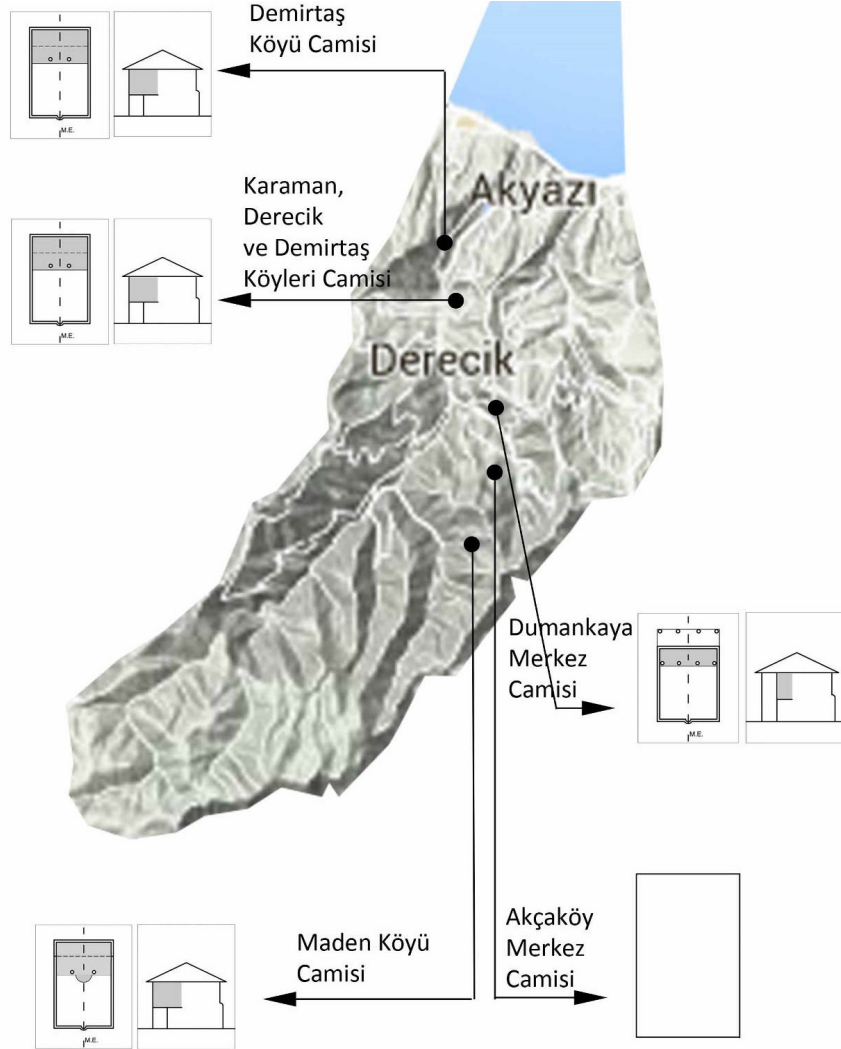 Demirtaş
Köyü Camisi
M.E.
Karaman,
Derecik
ve Demirtaş
Köyleri Camisi
M.E.
Akyazı
Derecik
Dumankaya
Merkez
Camisi
M.E.
Maden Köyü
Camisi
M.E.
Akçaköy
Merkez
Camisi